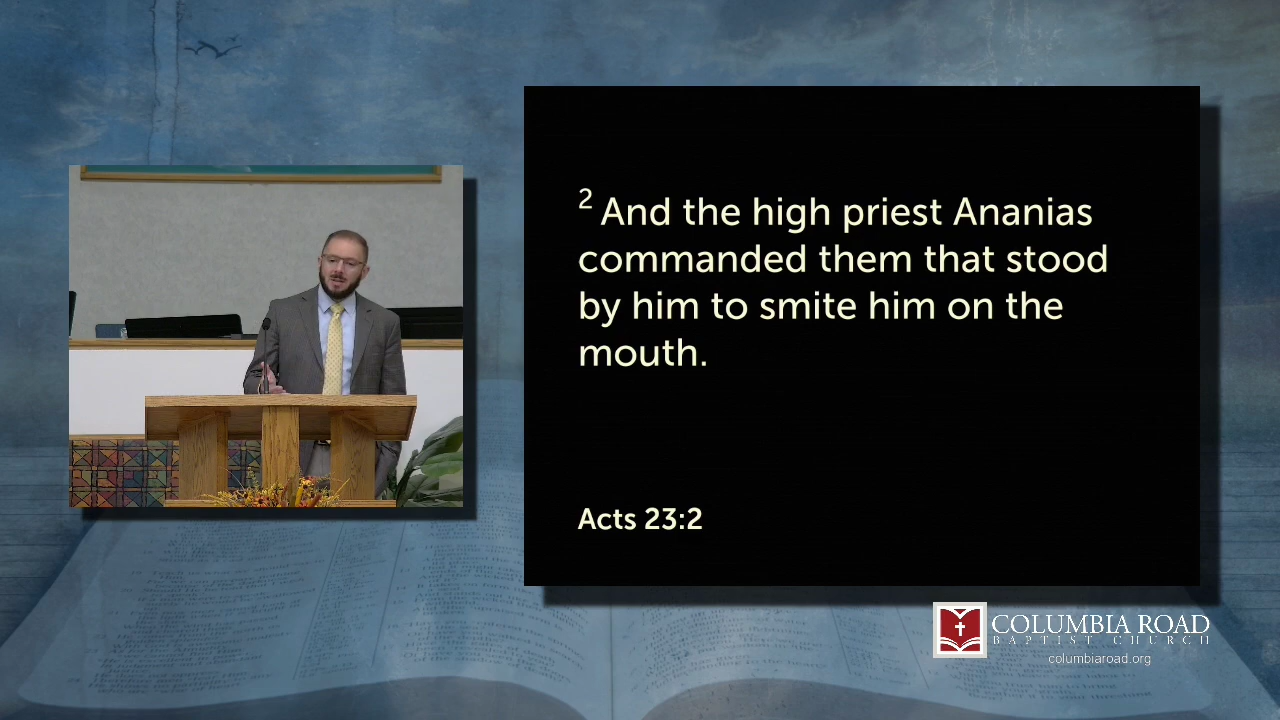 2 And the high priest Ananias
commanded them that stood
by him to smite him on the
mouth.
Acts 23:2
COLUMBIA ROAD
BAPTIST CHURCH
columbiaroad.org